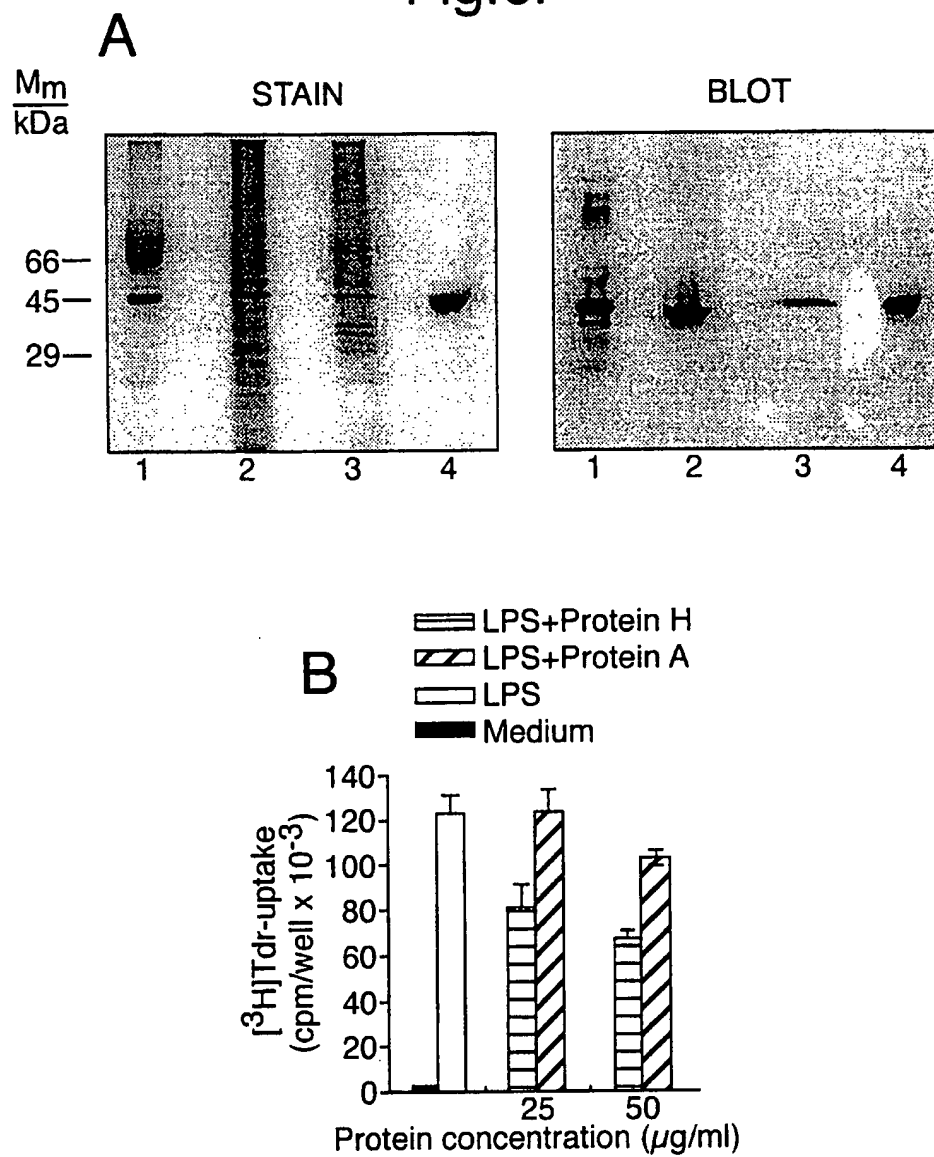 A
Mm
kDa
STAIN
BLOT
66
45
29
1 2 3 4
1 2 3 4
B
LPS+Protein H
LPS+Protein A
LPS
Medium
[³H]Tdr-uptake
(cpm/well x 10⁻³)
140
120
100
80
60
40
20
0
25 50
Protein concentration (µg/ml)